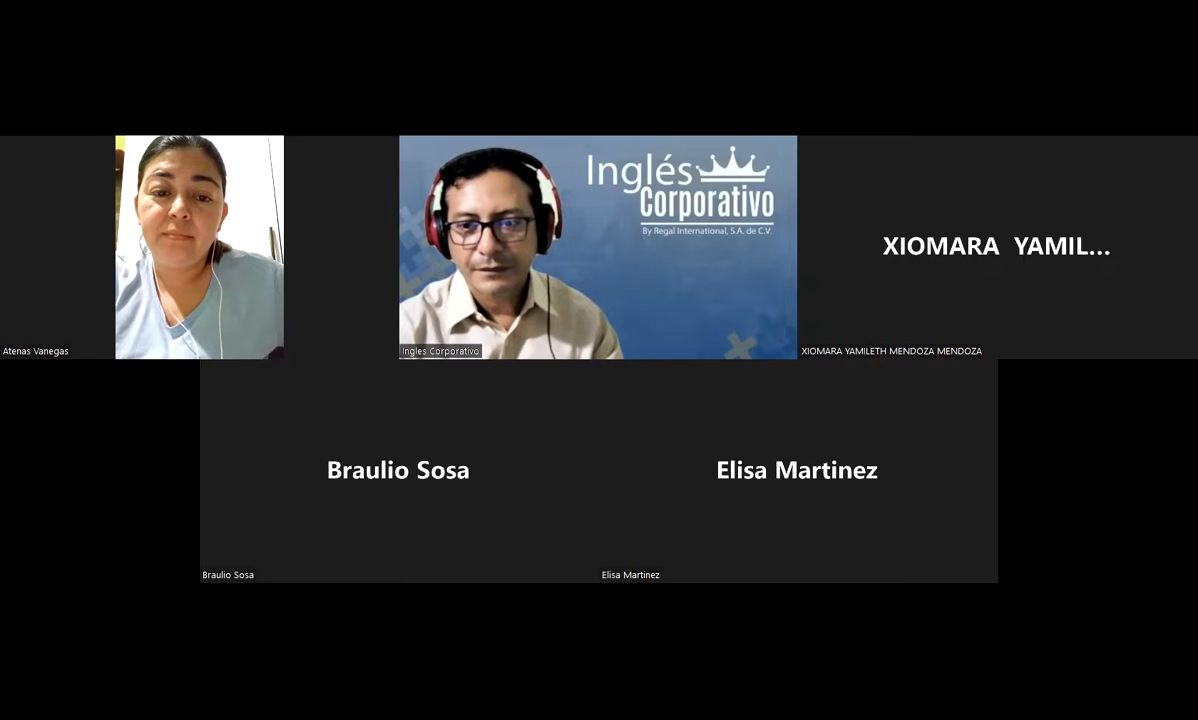 Inglés
Corporativo
By Regal International, S.A. de C.V.
XIOMARA YAMIL...
Atenas Vanegas
Ingles Corporativo
XIOMARA YAMILETH MENDOZA MENDOZA
Braulio Sosa
Elisa Martinez
Braulio Sosa
Elisa Martinez